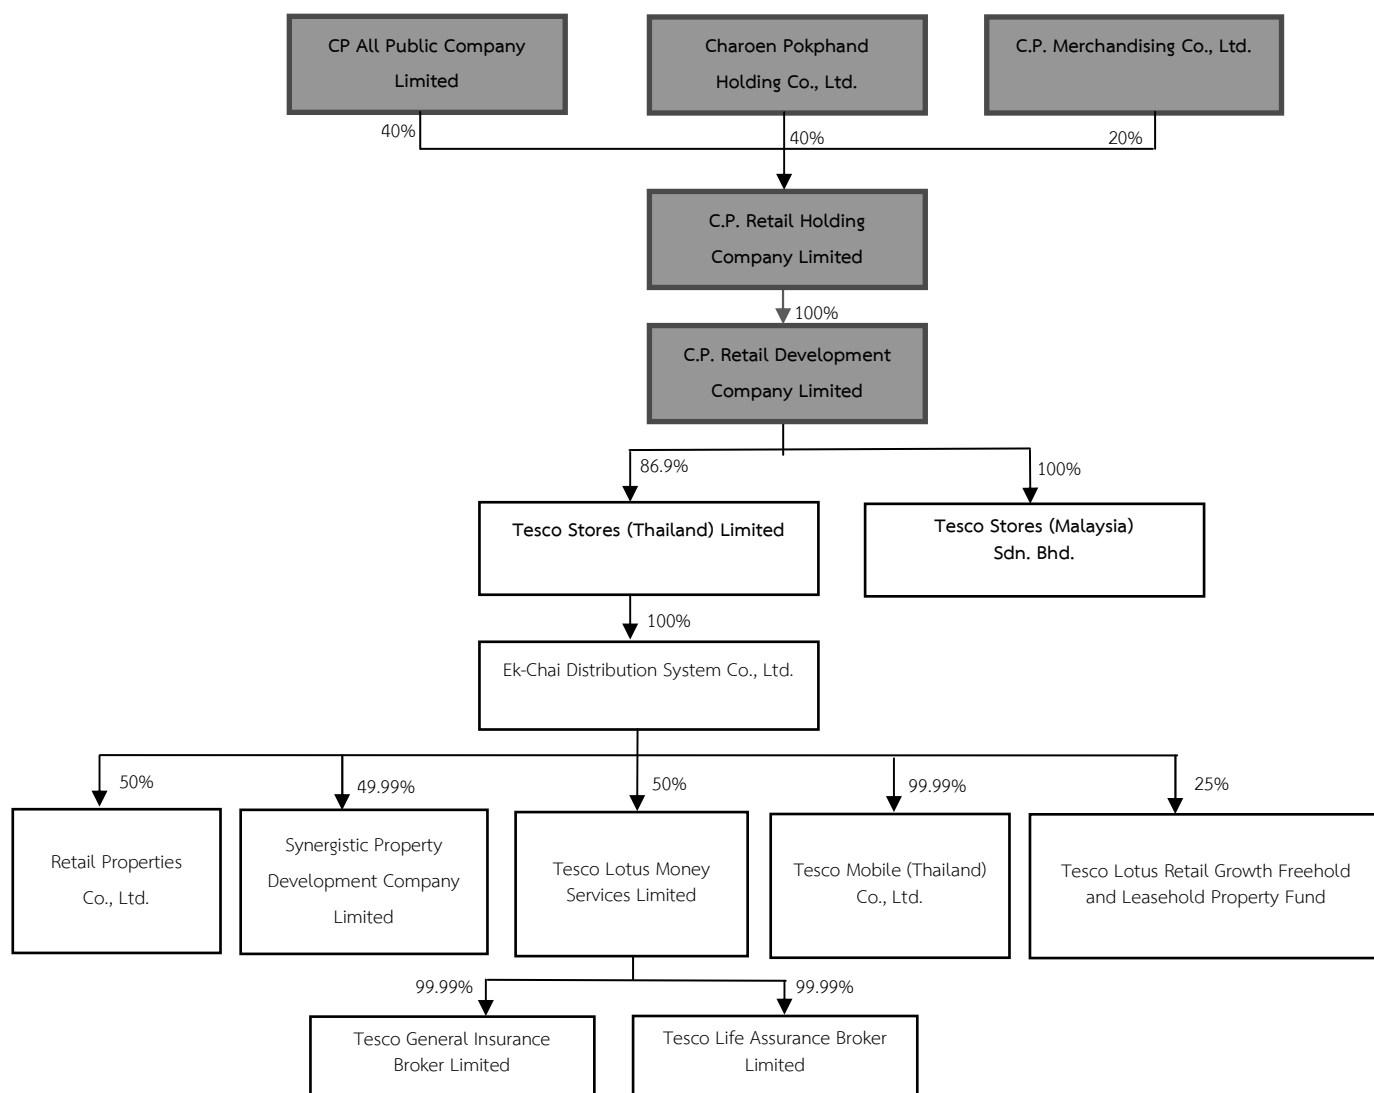 CP All Public Company
Limited
Charoen Pokphand
Holding Co., Ltd.
C.P. Merchandising Co., Ltd.
40%
40%
20%
C.P. Retail Holding
Company Limited
100%
C.P. Retail Development
Company Limited
86.9%
100%
Tesco Stores (Thailand) Limited
Tesco Stores (Malaysia)
Sdn. Bhd.
100%
Ek-Chai Distribution System Co., Ltd.
50%
49.99%
50%
99.99%
25%
Retail Properties
Co., Ltd.
Synergistic Property
Development Company
Limited
Tesco Lotus Money
Services Limited
Tesco Mobile (Thailand)
Co., Ltd.
Tesco Lotus Retail Growth Freehold
and Leasehold Property Fund
99.99%
99.99%
Tesco General Insurance
Broker Limited
Tesco Life Assurance Broker
Limited